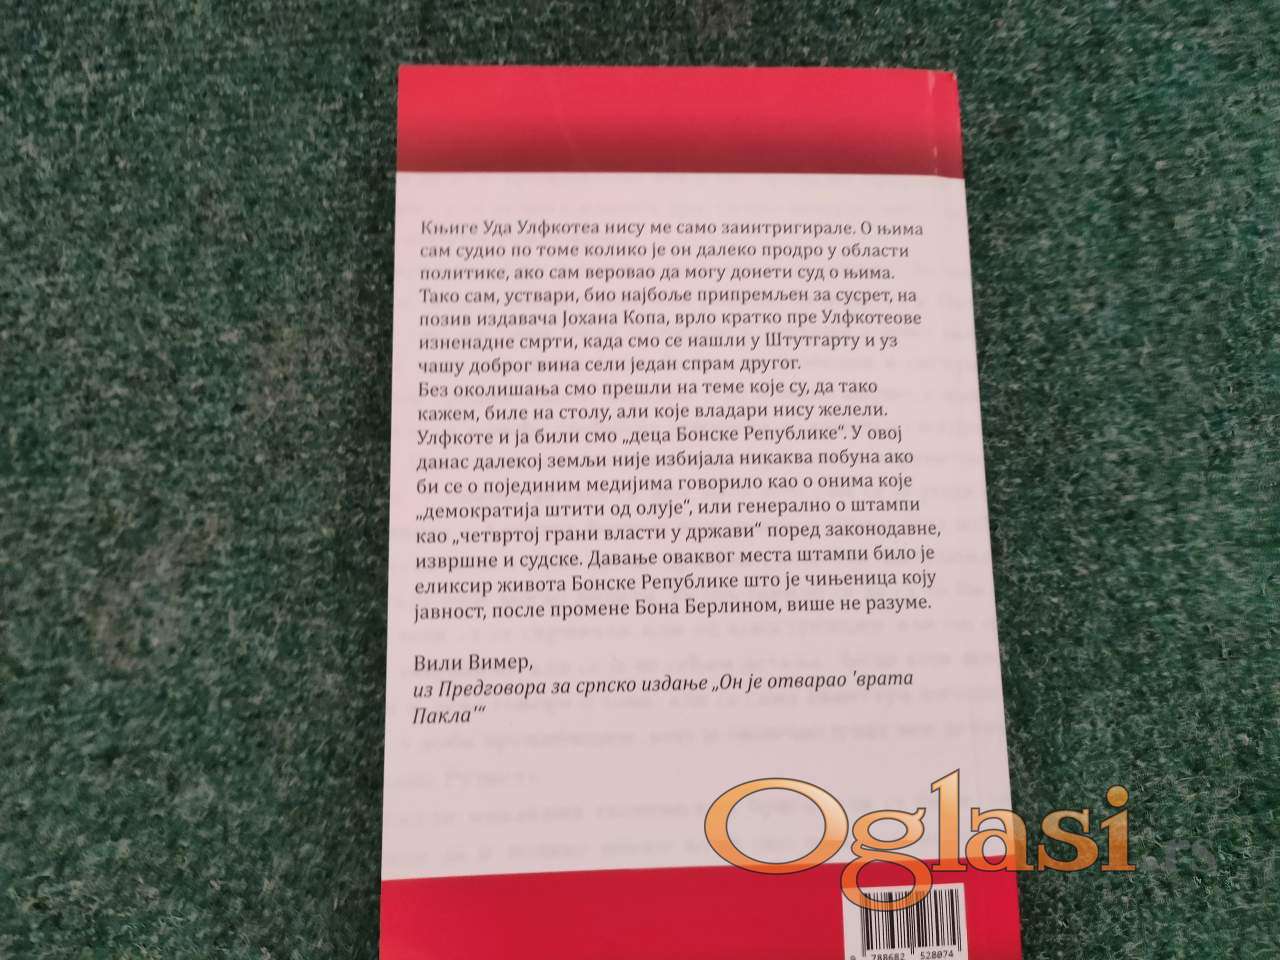 Књиге Уда Улфкотеа нису ме само заинтригирале. О њима
сам судио по томе колико је он далеко продро у области
политике, ако сам веровао да могу донети суд о њима.
Тако сам, уствари, био најбоље припремљен за сусрет, на
позив издавача Јохана Копа, врло кратко пре Улфкотеове
изненадне смрти, када смо се нашли у Штутгарту и уз
чашу доброг вина сели један спрам другог.
Без околишања смо прешли на теме које су, да тако
кажем, биле на столу, али које владари нису желели.
Улфкоте и ја били смо „деца Бонске Републике“. У овој
данас далекој земљи није избијала никаква побуна ако
би се о појединим медијима говорило као о онима које
„демократија штити од олује“, или генерално о штампи
као „четвртој грани власти у држави“ поред законодавне,
извршне и судске. Давање оваквог места штампи било је
еликсир живота Бонске Републике што је чињеница коју
јавност, после промене Бона Берлином, више не разуме.
Вили Вимер,
из Предговора за српско издање „Он је отварао 'врата
Пакла'“
Oglasi.rs
9 788682 528074